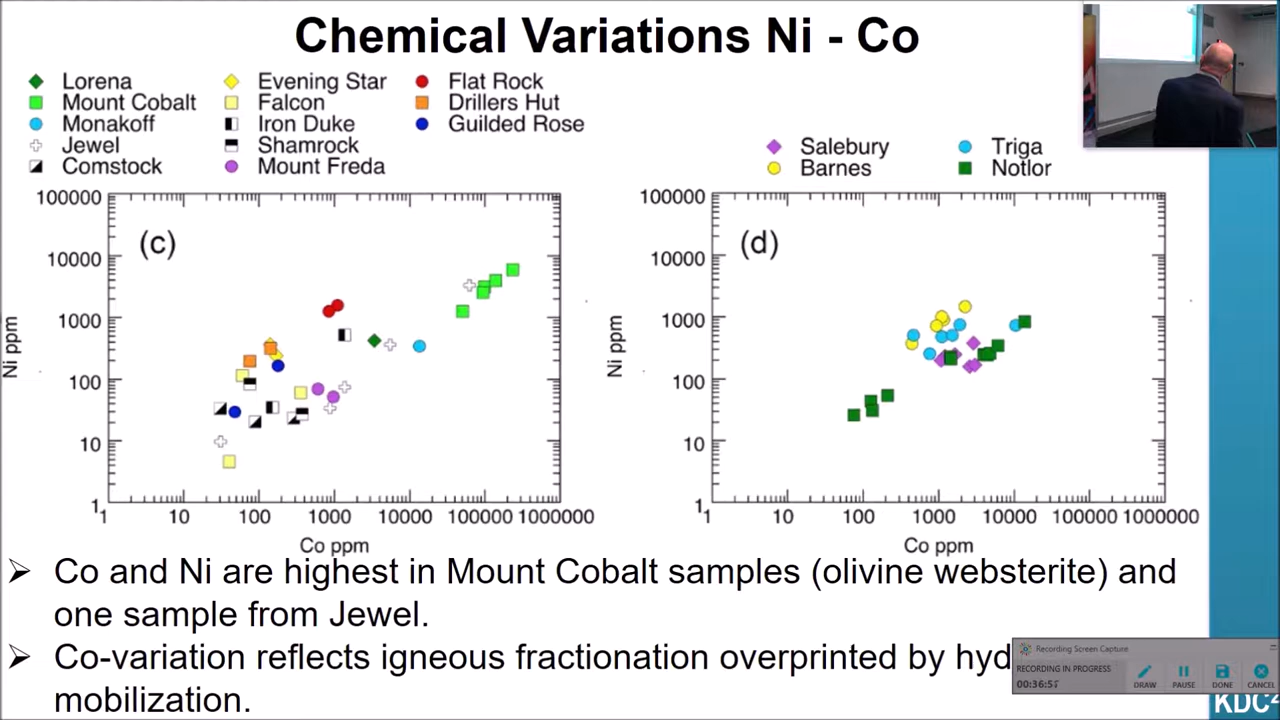 Chemical Variations Ni - Co
Lorena
Mount Cobalt
Monakoff
Jewel
Comstock
Evening Star
Falcon
Iron Duke
Shamrock
Mount Freda
Flat Rock
Drillers Hut
Guilded Rose
Salebury
Barnes
Triga
Notlor
(c)
100000
10000
1000
100
10
1
Ni ppm
1 10 100 1000 10000 100000 1000000
Co ppm
(d)
100000
10000
1000
100
10
1
Ni ppm
1 10 100 1000 10000 100000 1000000
Co ppm
➢ Co and Ni are highest in Mount Cobalt samples (olivine websterite) and
one sample from Jewel.
➢ Co-variation reflects igneous fractionation overprinted by hyd
mobilization.
Recording Screen Capture
RECORDING IN PROGRESS
DRAW PAUSE DONE CANCEL
KDC²